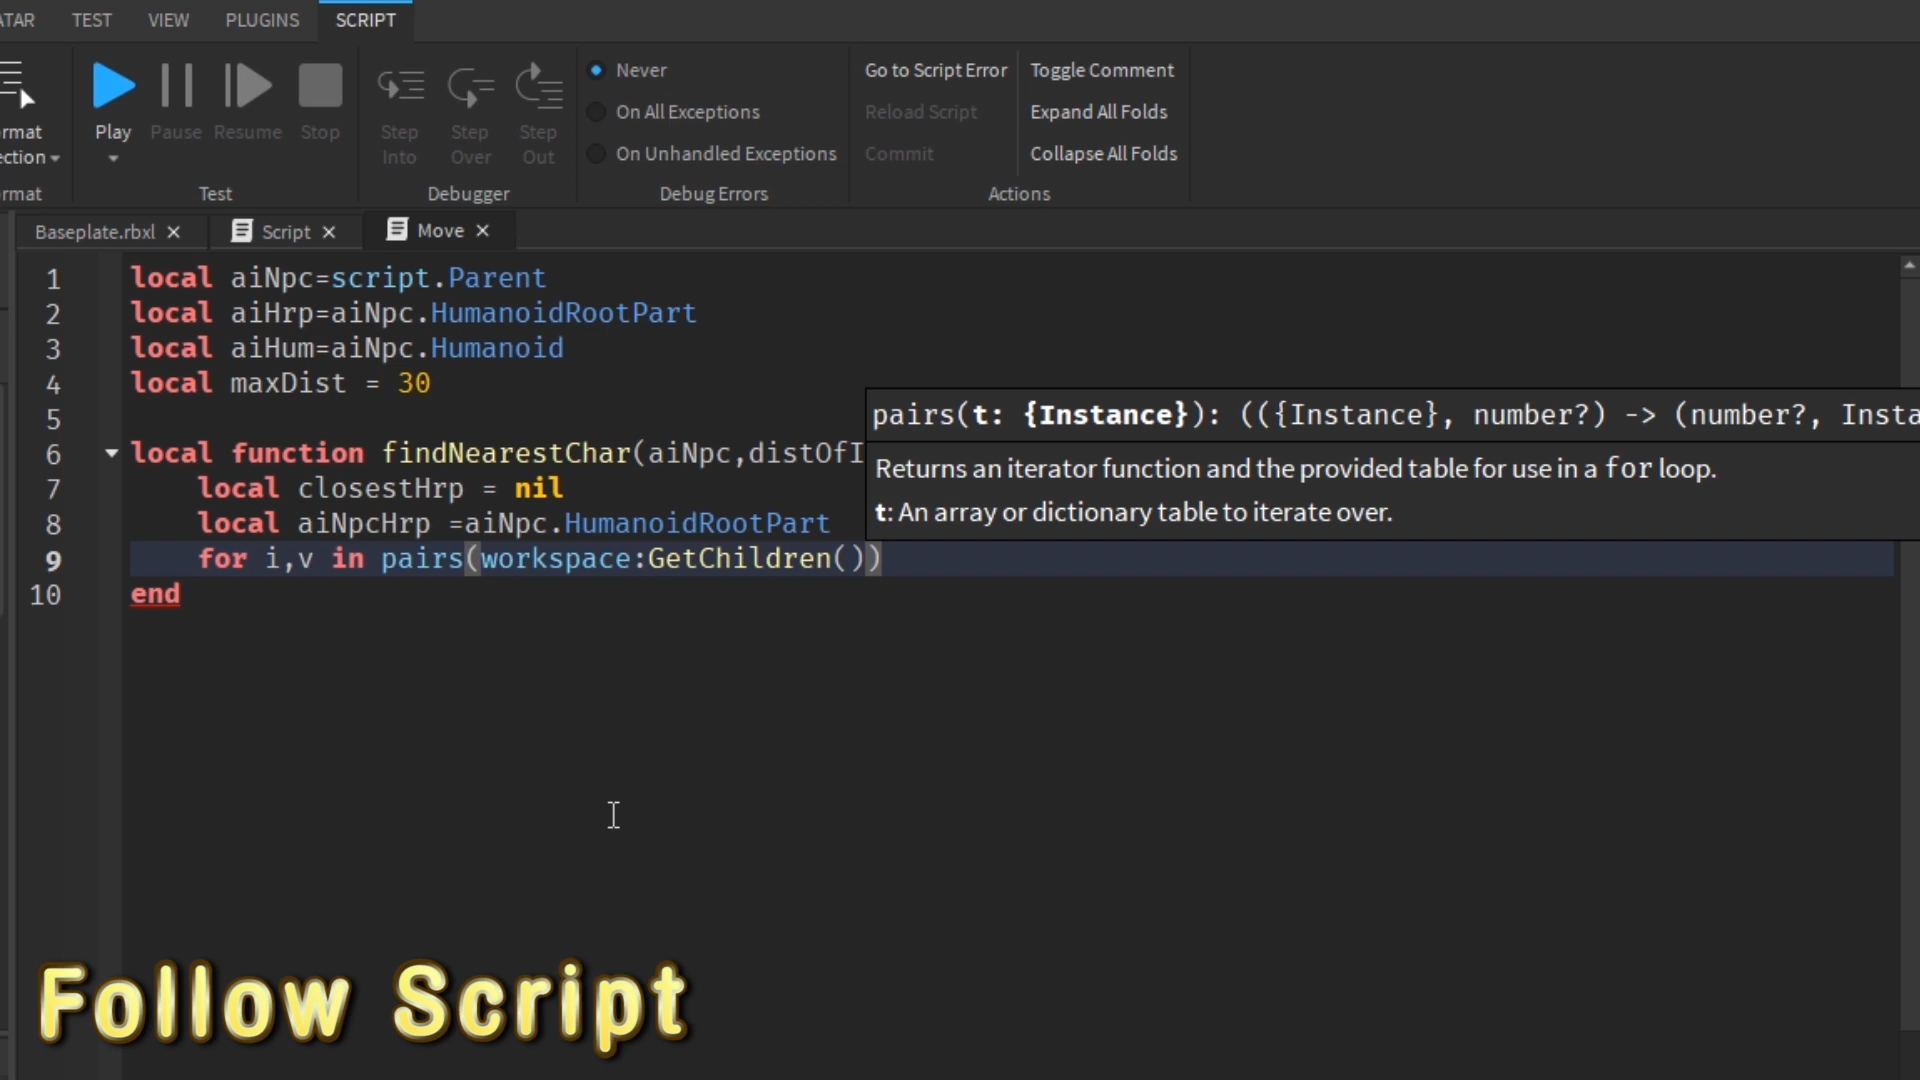 TEST VIEW PLUGINS SCRIPT
Play Pause Resume Stop
Test
Step Into Step Over Step Out
Debugger
Never
On All Exceptions
On Unhandled Exceptions
Debug Errors
Go to Script Error
Reload Script
Commit
Toggle Comment
Expand All Folds
Collapse All Folds
Actions
Baseplate.rbxl Script Move
1 local aiNpc=script.Parent
2 local aiHrp=aiNpc.HumanoidRootPart
3 local aiHum=aiNpc.Humanoid
4 local maxDist = 30
5
pairs(t: {Instance}): (({Instance}, number?) -> (number?, Insta
6 local function findNearestChar(aiNpc,distOfI
Returns an iterator function and the provided table for use in a for loop.
7 local closestHrp = nil
t: An array or dictionary table to iterate over.
8 local aiNpcHrp =aiNpc.HumanoidRootPart
9 for i,v in pairs(workspace:GetChildren())
10 end
Follow Script